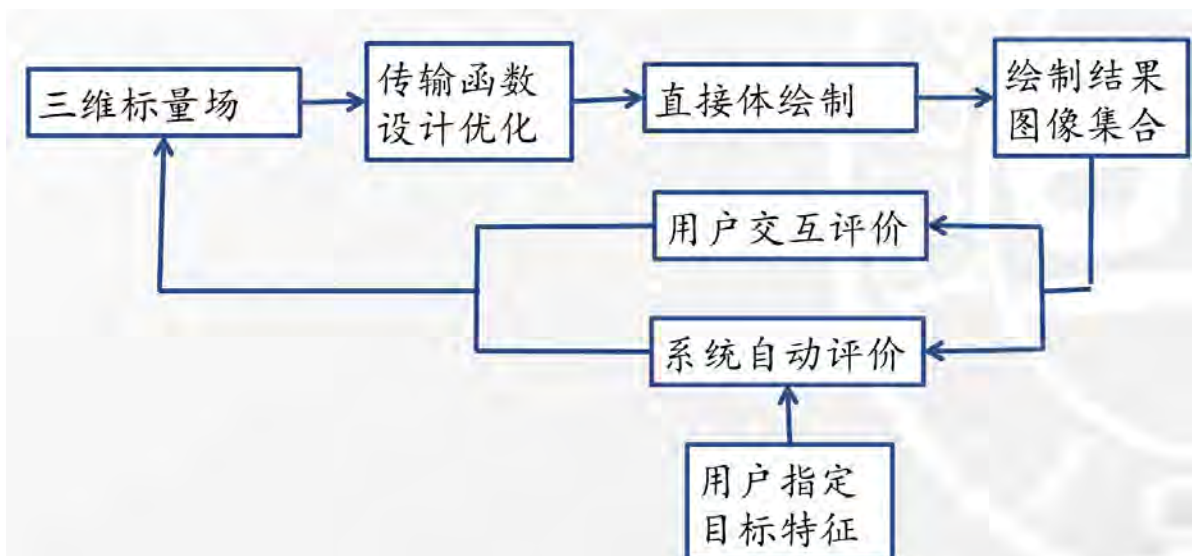 三维标量场
传输函数
设计优化
直接体绘制
绘制结果
图像集合
用户交互评价
系统自动评价
用户指定
目标特征